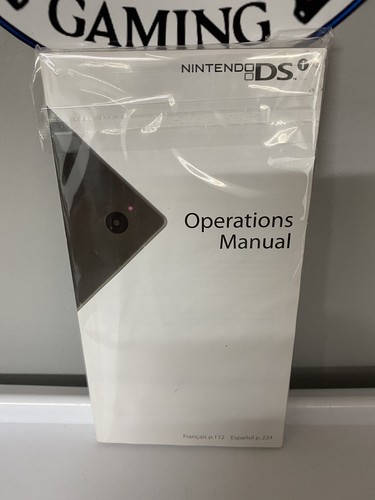 GAMING
NINTENDO DSi
Operations
Manual
Français p.112 Español p.224